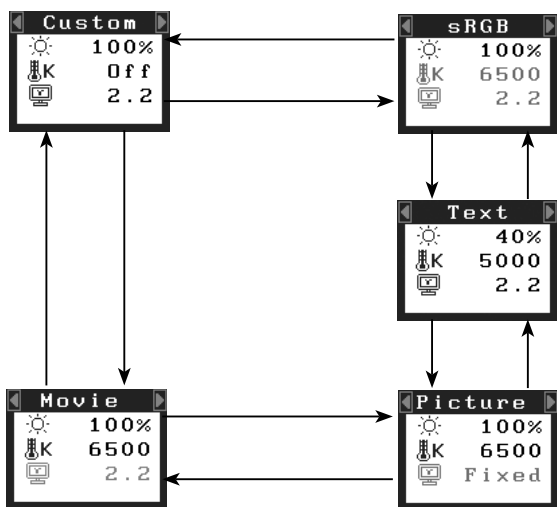 Custom
100%
K Off
2.2
sRGB
100%
K 6500
2.2
Text
40%
K 5000
2.2
Movie
100%
K 6500
2.2
Picture
100%
K 6500
Fixed